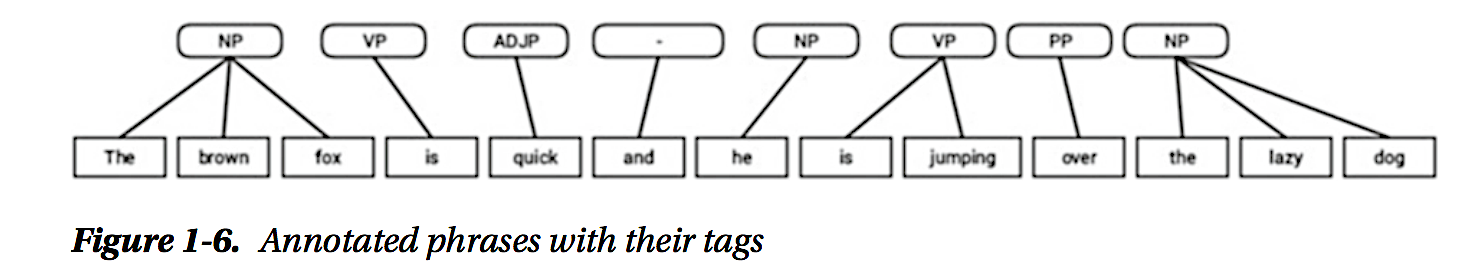 NP VP ADJP - NP VP PP NP
The brown fox is quick and he is jumping over the lazy dog
Figure 1-6. Annotated phrases with their tags